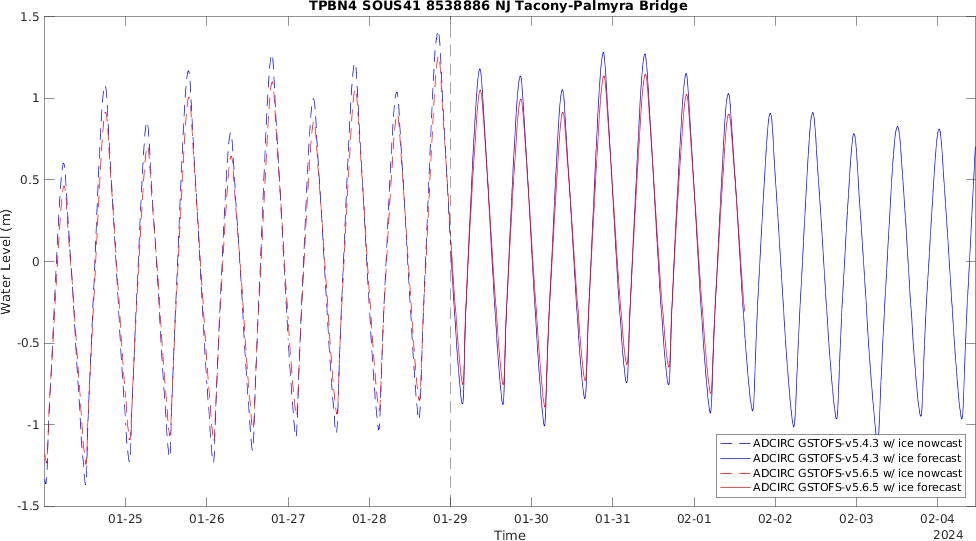 TPBN4 SOUS41 8538886 NJ Tacony-Palmyra Bridge
1.5
1
0.5
0
-0.5
-1
-1.5
Water Level (m)
01-25 01-26 01-27 01-28 01-29 01-30 01-31 02-01 02-02 02-03 02-04
2024
Time
ADCIRC GSTOFS-v5.4.3 w/ ice nowcast
ADCIRC GSTOFS-v5.4.3 w/ ice forecast
ADCIRC GSTOFS-v5.6.5 w/ ice nowcast
ADCIRC GSTOFS-v5.6.5 w/ ice forecast